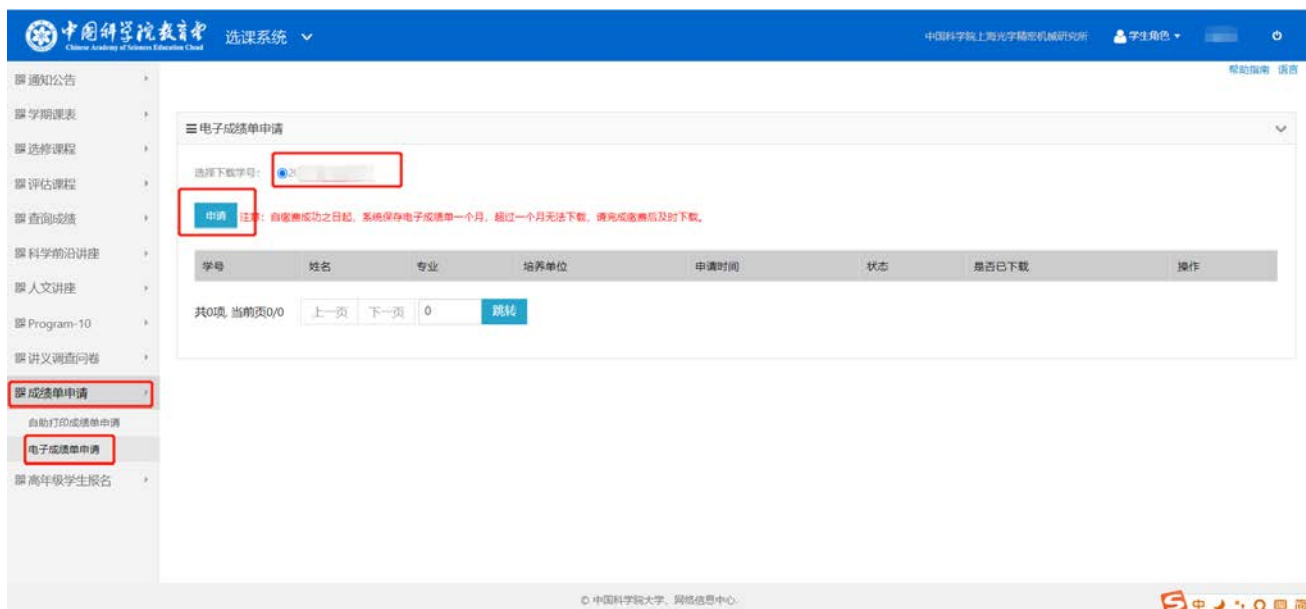 中国科学院教育云
Chinese Academy of Sciences Education Cloud
选课系统
中国科学院上海光学精密机械研究所
学生角色
帮助指南 语言
通知公告
学期课表
选修课程
评估课程
查询成绩
科学前沿讲座
人文讲座
Program-10
讲义调查问卷
成绩单申请
自助打印成绩单申请
电子成绩单申请
高年级学生报名
电子成绩单申请
选择下载学号: 20
申请 注意:自缴费成功之日起,系统保存电子成绩单一个月,超过一个月无法下载,请完成缴费后及时下载。
学号 姓名 专业 培养单位 申请时间 状态 是否已下载 操作
共0项, 当前页0/0 上一页 下一页 0 跳转
© 中国科学院大学、网络信息中心.
中